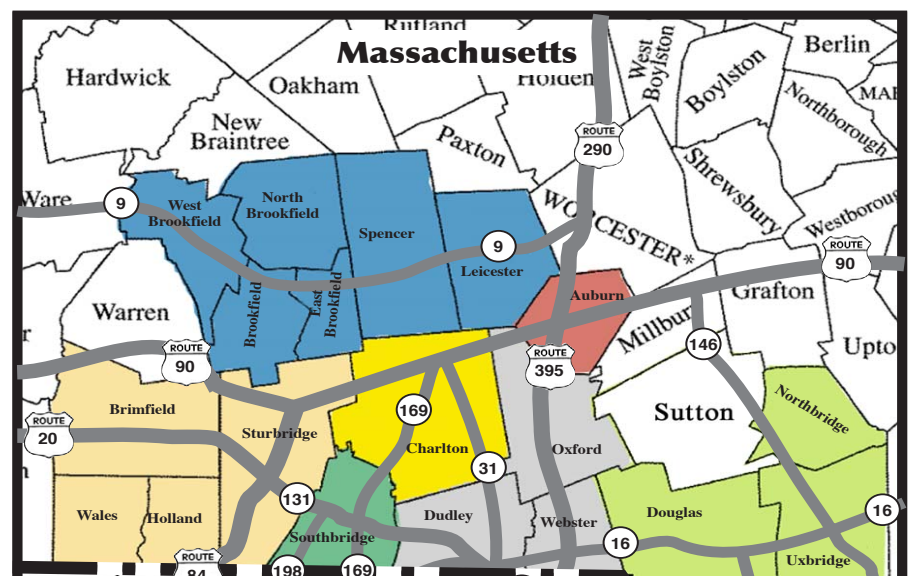 Rutland
Massachusetts
Hardwick
Oakham
Holden
West
Boylston
Boylston
Berlin
Northborough
MAR
New
Braintree
Paxton
ROUTE
290
Shrewsbury
Ware
9
West
Brookfield
North
Brookfield
Spencer
9
Leicester
WORCESTER*
Westboroug
ROUTE
90
Warren
Brookfield
East
Brookfield
Auburn
Millbury
Grafton
Upto
r
ROUTE
90
ROUTE
395
146
Brimfield
ROUTE
20
Sturbridge
169
Charlton
31
Oxford
Sutton
Northbridge
n
Wales
Holland
131
Southbridge
Dudley
Webster
Douglas
16
16
Uxbridge
ROUTE
84
198
169